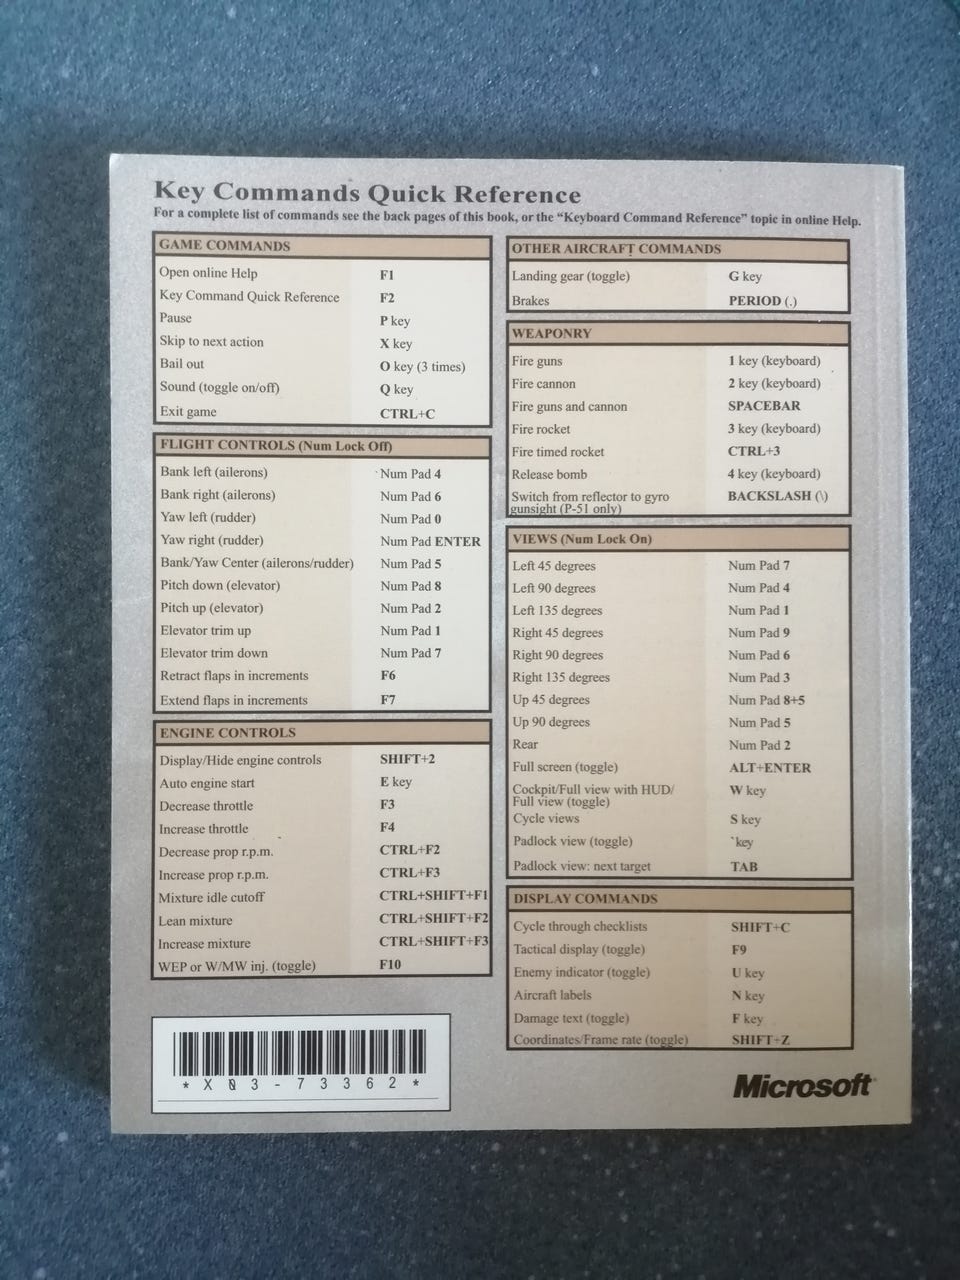 Key Commands Quick Reference
For a complete list of commands see the back pages of this book, or the “Keyboard Command Reference” topic in online Help.
GAME COMMANDS
Open online Help F1
Key Command Quick Reference F2
Pause P key
Skip to next action X key
Bail out O key (3 times)
Sound (toggle on/off) Q key
Exit game CTRL+C
FLIGHT CONTROLS (Num Lock Off)
Bank left (ailerons) Num Pad 4
Bank right (ailerons) Num Pad 6
Yaw left (rudder) Num Pad 0
Yaw right (rudder) Num Pad ENTER
Bank/Yaw Center (ailerons/rudder) Num Pad 5
Pitch down (elevator) Num Pad 8
Pitch up (elevator) Num Pad 2
Elevator trim up Num Pad 1
Elevator trim down Num Pad 7
Retract flaps in increments F6
Extend flaps in increments F7
ENGINE CONTROLS
Display/Hide engine controls SHIFT+2
Auto engine start E key
Decrease throttle F3
Increase throttle F4
Decrease prop r.p.m. CTRL+F2
Increase prop r.p.m. CTRL+F3
Mixture idle cutoff CTRL+SHIFT+F1
Lean mixture CTRL+SHIFT+F2
Increase mixture CTRL+SHIFT+F3
WEP or W/MW inj. (toggle) F10
*X03-73362*
OTHER AIRCRAFT COMMANDS
Landing gear (toggle) G key
Brakes PERIOD (.)
WEAPONRY
Fire guns 1 key (keyboard)
Fire cannon 2 key (keyboard)
Fire guns and cannon SPACEBAR
Fire rocket 3 key (keyboard)
Fire timed rocket CTRL+3
Release bomb 4 key (keyboard)
Switch from reflector to gyro BACKSLASH (\)
gunsight (P-51 only)
VIEWS (Num Lock On)
Left 45 degrees Num Pad 7
Left 90 degrees Num Pad 4
Left 135 degrees Num Pad 1
Right 45 degrees Num Pad 9
Right 90 degrees Num Pad 6
Right 135 degrees Num Pad 3
Up 45 degrees Num Pad 8+5
Up 90 degrees Num Pad 5
Rear Num Pad 2
Full screen (toggle) ALT+ENTER
Cockpit/Full view with HUD/ W key
Full view (toggle)
Cycle views S key
Padlock view (toggle) `key
Padlock view: next target TAB
DISPLAY COMMANDS
Cycle through checklists SHIFT+C
Tactical display (toggle) F9
Enemy indicator (toggle) U key
Aircraft labels N key
Damage text (toggle) F key
Coordinates/Frame rate (toggle) SHIFT+Z
Microsoft